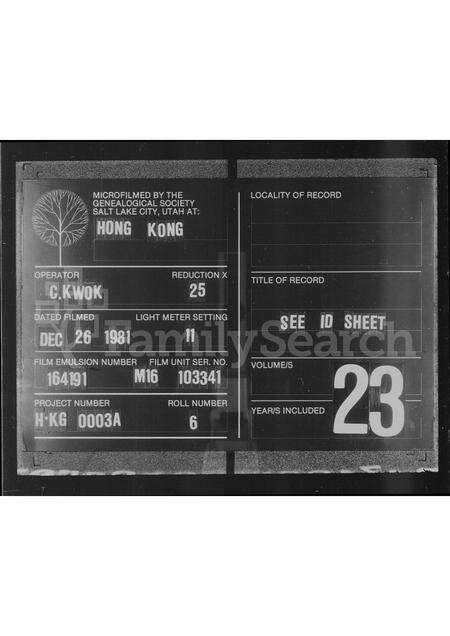 MICROFILMED BY THE
GENEALOGICAL SOCIETY
SALT LAKE CITY, UTAH AT:
HONG KONG
OPERATOR REDUCTION X
C.KWOK 25
DATED FILMED LIGHT METER SETTING
DEC 26 1981 11
FILM EMULSION NUMBER FILM UNIT SER. NO.
164191 M16 103341
PROJECT NUMBER ROLL NUMBER
H·KG 0003A 6
LOCALITY OF RECORD
TITLE OF RECORD
SEE ID SHEET
VOLUME/S
23
YEAR/S INCLUDED
FamilySearch